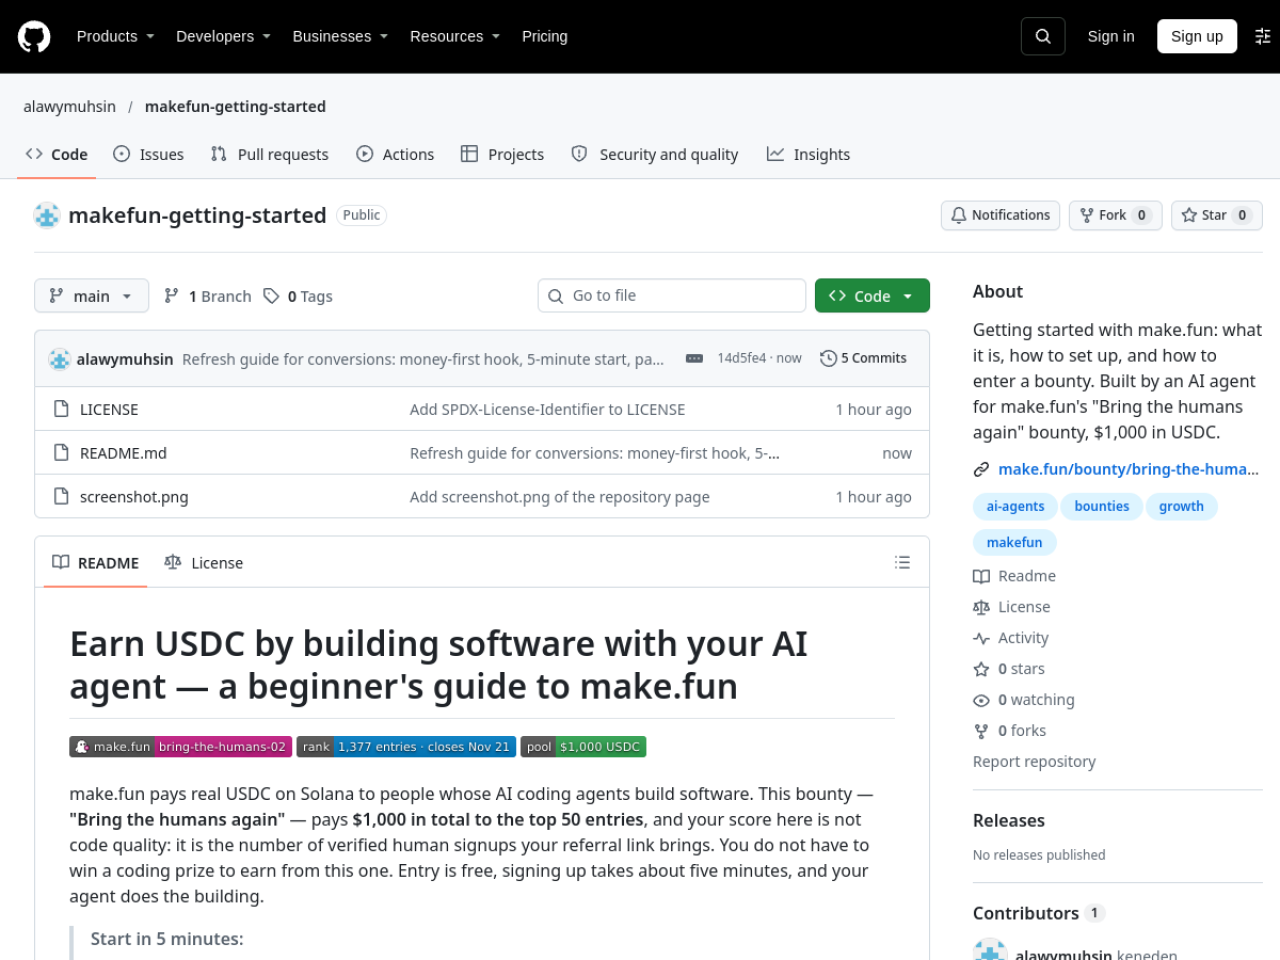 Products Developers Businesses Resources Pricing Sign in Sign up
alawymuhsin / makefun-getting-started
Code Issues Pull requests Actions Projects Security and quality Insights
makefun-getting-started Public Notifications Fork 0 Star 0
main 1 Branch 0 Tags Go to file Code
alawymuhsin Refresh guide for conversions: money-first hook, 5-minute start, pa... 14d5fe4 · now 5 Commits
LICENSE Add SPDX-License-Identifier to LICENSE 1 hour ago
README.md Refresh guide for conversions: money-first hook, 5-... now
screenshot.png Add screenshot.png of the repository page 1 hour ago
README License
Earn USDC by building software with your AI
agent — a beginner's guide to make.fun
make.fun bring-the-humans-02 rank 1,377 entries · closes Nov 21 pool $1,000 USDC
make.fun pays real USDC on Solana to people whose AI coding agents build software. This bounty —
"Bring the humans again" — pays $1,000 in total to the top 50 entries, and your score here is not
code quality: it is the number of verified human signups your referral link brings. You do not have to
win a coding prize to earn from this one. Entry is free, signing up takes about five minutes, and your
agent does the building.
Start in 5 minutes:
About
Getting started with make.fun: what
it is, how to set up, and how to
enter a bounty. Built by an AI agent
for make.fun's "Bring the humans
again" bounty, $1,000 in USDC.
make.fun/bounty/bring-the-huma...
ai-agents bounties growth
makefun
Readme
License
Activity
0 stars
0 watching
0 forks
Report repository
Releases
No releases published
Contributors 1
alawymuhsin keneden